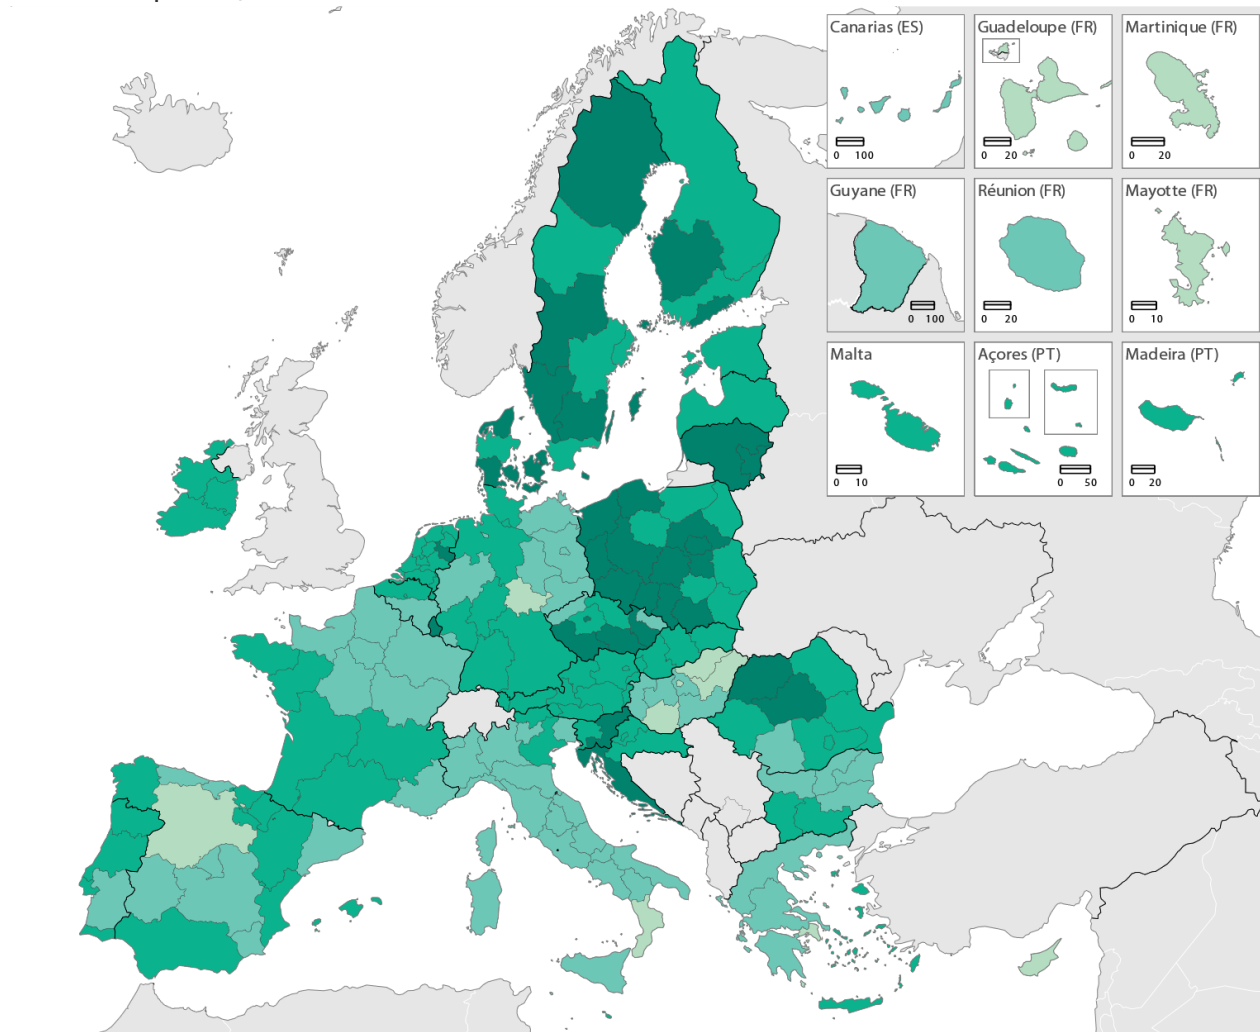 Canarias (ES)
0 100
Guadeloupe (FR)
0 20
Martinique (FR)
0 20
Guyane (FR)
0 100
Réunion (FR)
0 20
Mayotte (FR)
0 10
Malta
0 10
Açores (PT)
0 50
Madeira (PT)
0 20